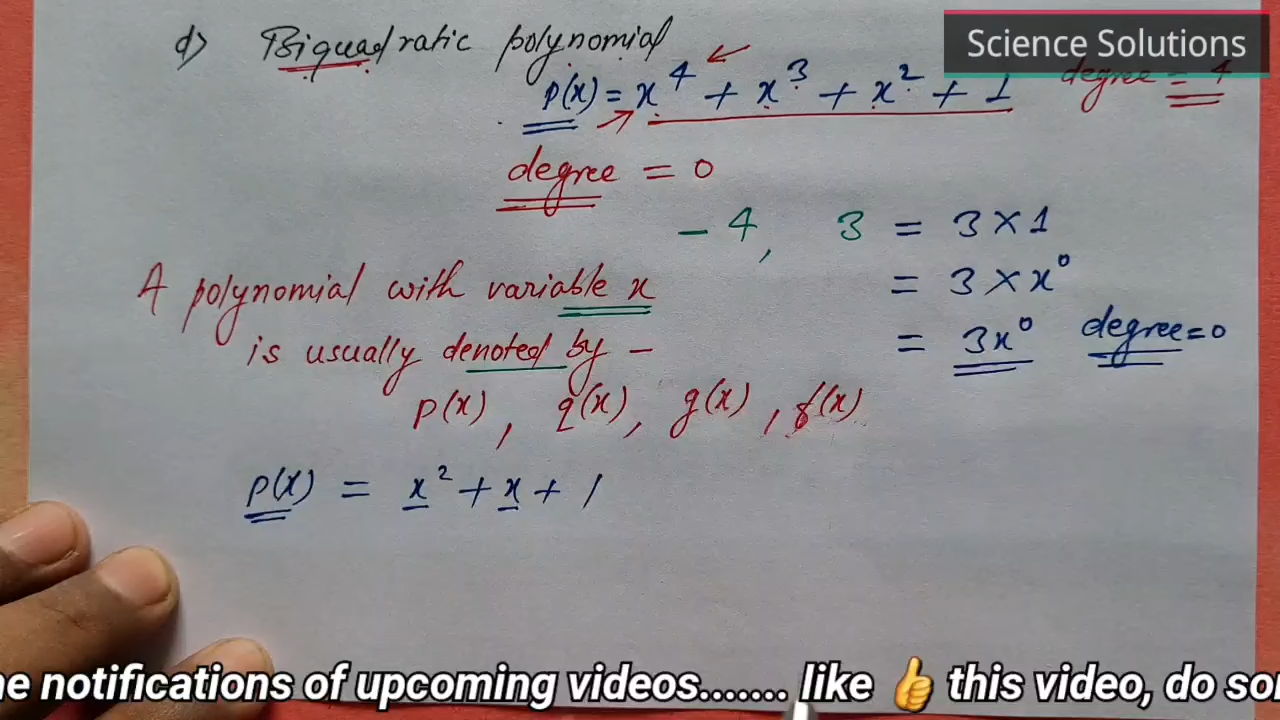 Science Solutions
d) Biquadratic polynomial
p(x) = x⁴ + x³ + x² + 1 degree = 4
degree = 0
- 4, 3 = 3 × 1
= 3 × x⁰
= 3x⁰ degree = 0
A polynomial with variable x
is usually denoted by -
p(x), q(x), g(x), f(x)
p(x) = x² + x + 1
notifications of upcoming videos....... like 👍 this video, do